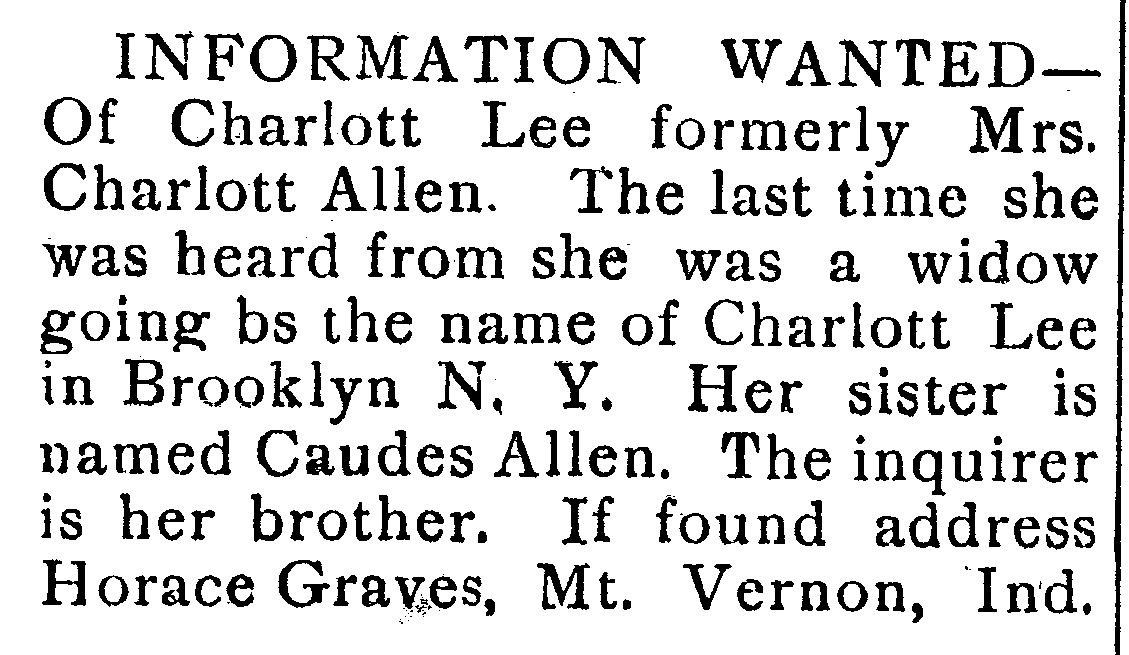 INFORMATION WANTED—
Of Charlott Lee formerly Mrs.
Charlott Allen. The last time she
was heard from she was a widow
going bs the name of Charlott Lee
in Brooklyn N. Y. Her sister is
named Caudes Allen. The inquirer
is her brother. If found address
Horace Graves, Mt. Vernon, Ind.